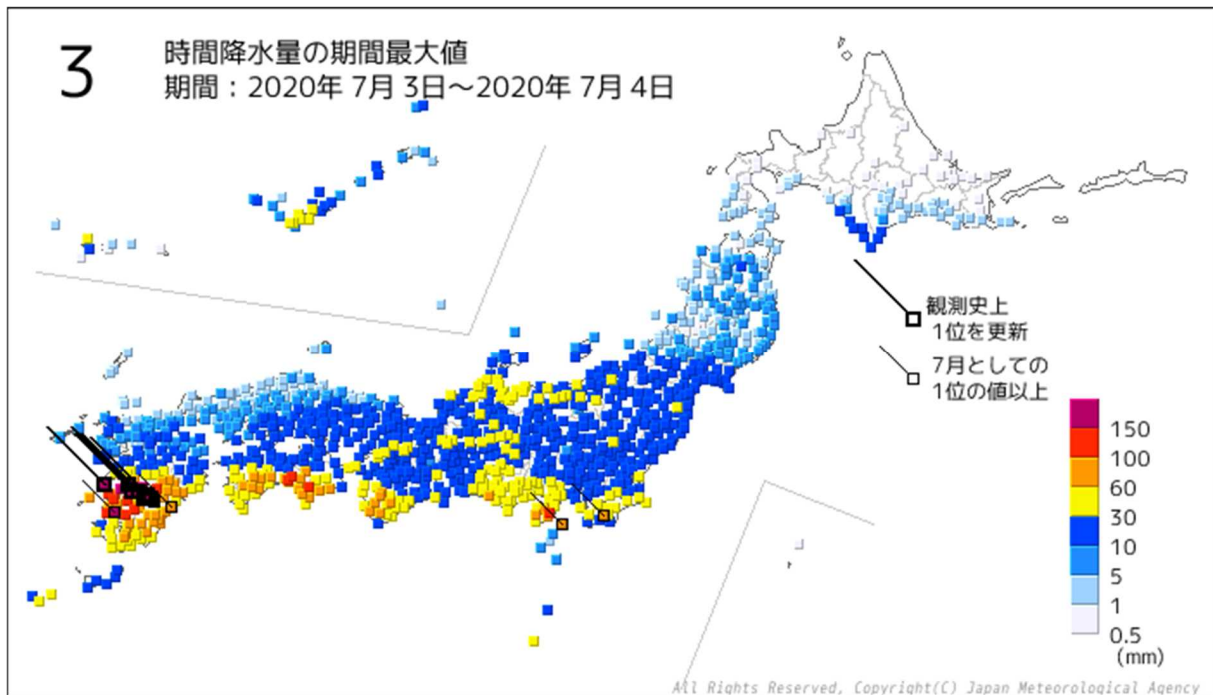 3
時間降水量の期間最大値
期間：2020年 7月 3日～2020年 7月 4日
観測史上
1位を更新
7月としての
1位の値以上
150
100
60
30
10
5
1
0.5
(mm)
All Rights Reserved, Copyright(C) Japan Meteorological Agency